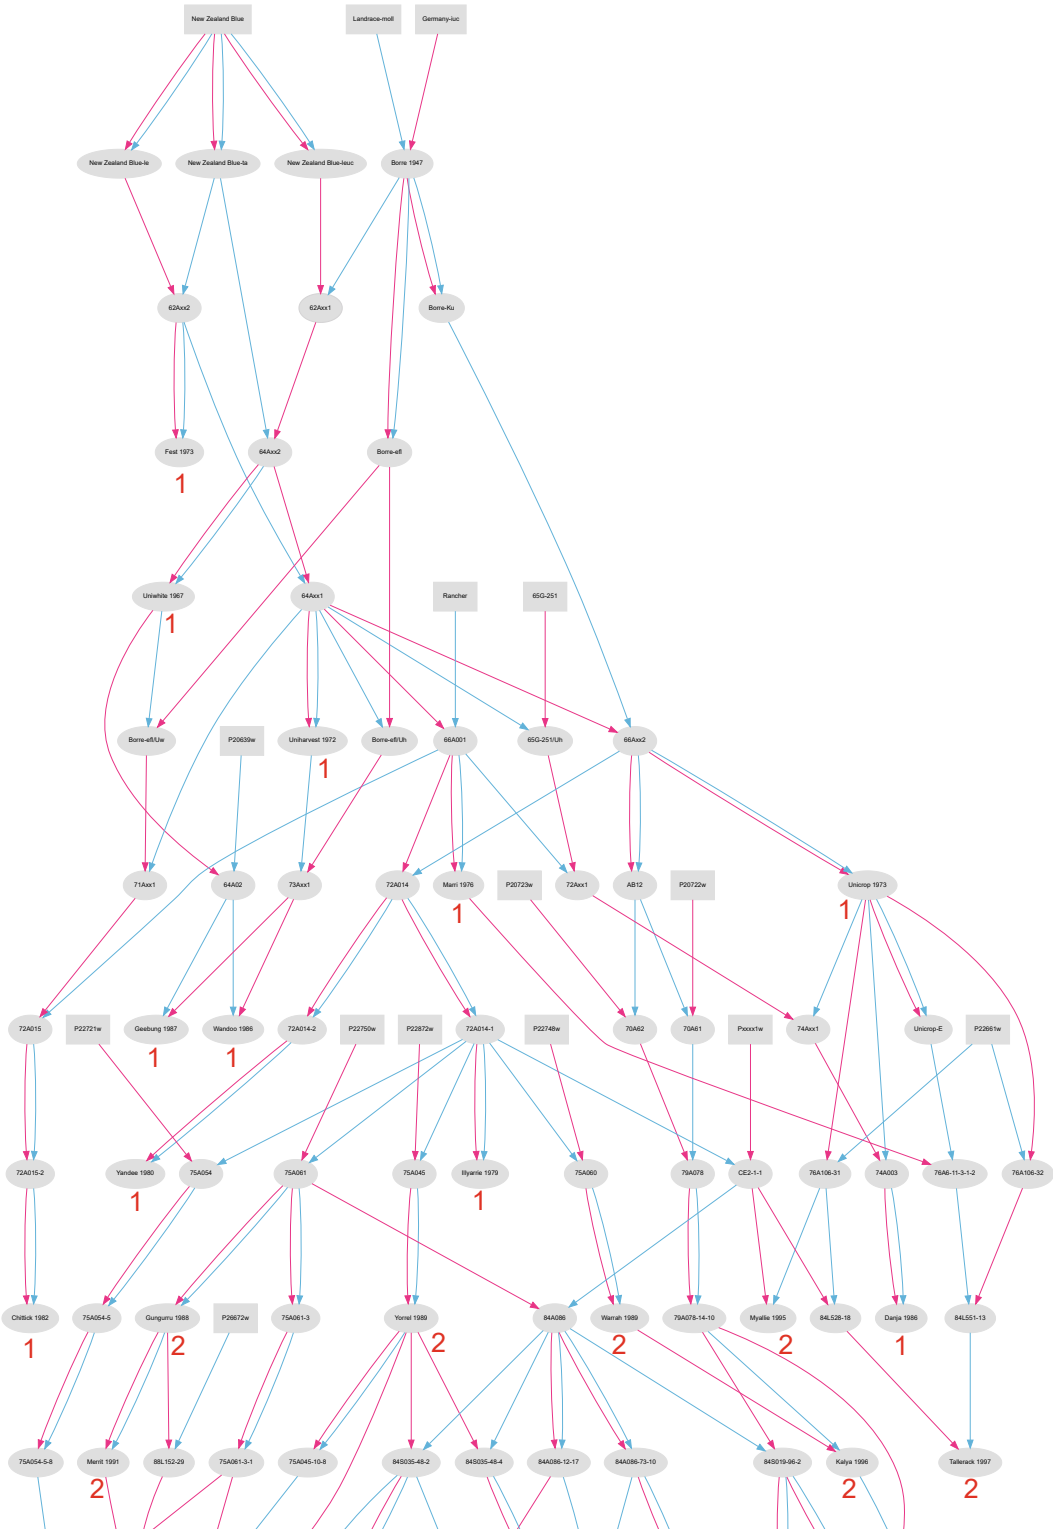 New Zealand Blue
Landrace-moll
Germany-iuc
New Zealand Blue-le
New Zealand Blue-ta
New Zealand Blue-leuc
Borre 1947
62Axx2
62Axx1
Borre-Ku
Fest 1973
64Axx2
Borre-efl
1
Uniwhite 1967
64Axx1
Rancher
65G-251
1
Borre-efl/Uw
P20639w
Uniharvest 1972
Borre-efl/Uh
66A001
65G-251/Uh
66Axx2
1
71Axx1
64A02
73Axx1
72A014
Marri 1976
72Axx1
P20723w
AB12
P20722w
Unicrop 1973
1
1
72A015
P22721w
Geebung 1987
Wandoo 1986
72A014-2
P22750w
P22872w
72A014-1
P22748w
70A62
70A61
Pxxxx1w
74Axx1
Unicrop-E
P22661w
1
1
72A015-2
Yandee 1980
75A054
75A061
75A045
Illyarrie 1979
75A060
79A078
CE2-1-1
76A106-31
74A003
76A6-11-3-1-2
76A106-32
1
1
Chittick 1982
75A054-5
Gungurru 1988
P26672w
75A061-3
Yorrel 1989
84A086
Warrah 1989
79A078-14-10
Myallie 1995
84L528-18
Danja 1986
84L551-13
1
2
2
2
2
1
75A054-5-8
Merrit 1991
88L152-29
75A061-3-1
75A045-10-8
84S035-48-2
84S035-48-4
84A086-12-17
84A086-73-10
84S019-96-2
Kalya 1996
Tallerack 1997
2
2
2